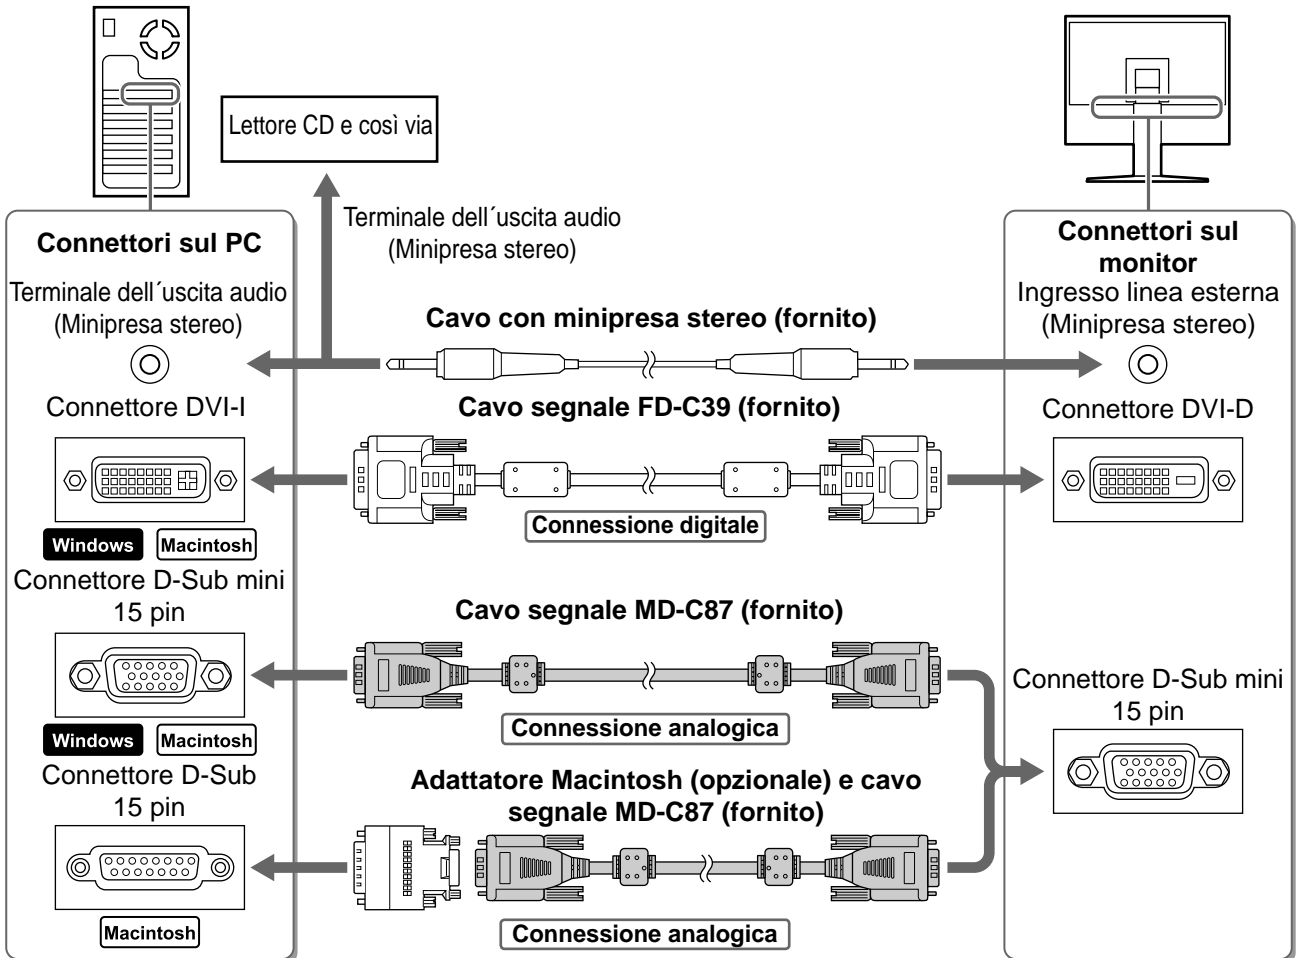 Lettore CD e così via
Terminale dell´uscita audio
(Minipresa stereo)
Connettori sul PC
Terminale dell´uscita audio
(Minipresa stereo)
Connettore DVI-I
Windows Macintosh
Connettore D-Sub mini
15 pin
Windows Macintosh
Connettore D-Sub
15 pin
Macintosh
Cavo con minipresa stereo (fornito)
Cavo segnale FD-C39 (fornito)
Connessione digitale
Cavo segnale MD-C87 (fornito)
Connessione analogica
Adattatore Macintosh (opzionale) e cavo
segnale MD-C87 (fornito)
Connessione analogica
Connettori sul
monitor
Ingresso linea esterna
(Minipresa stereo)
Connettore DVI-D
Connettore D-Sub mini
15 pin